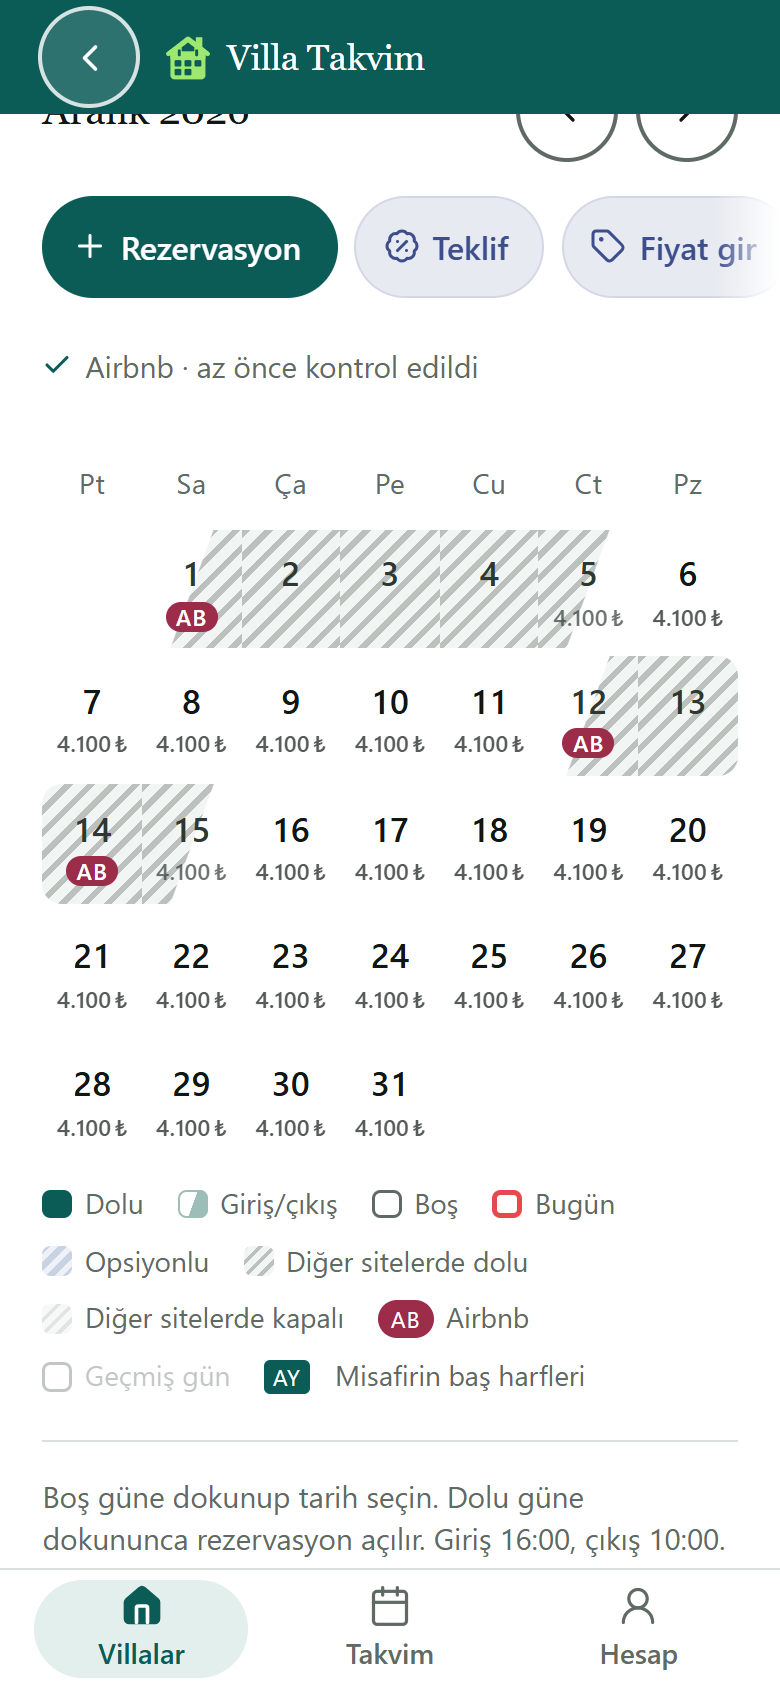 Villa Takvim
Aralık 2026
Rezervasyon
Teklif
Fiyat gir
Airbnb · az önce kontrol edildi
Pt Sa Ça Pe Cu Ct Pz
1 2 3 4 5 6
AB 4.100 ₺ 4.100 ₺
7 8 9 10 11 12 13
4.100 ₺ 4.100 ₺ 4.100 ₺ 4.100 ₺ 4.100 ₺ AB
14 15 16 17 18 19 20
AB 4.100 ₺ 4.100 ₺ 4.100 ₺ 4.100 ₺ 4.100 ₺ 4.100 ₺
21 22 23 24 25 26 27
4.100 ₺ 4.100 ₺ 4.100 ₺ 4.100 ₺ 4.100 ₺ 4.100 ₺ 4.100 ₺
28 29 30 31
4.100 ₺ 4.100 ₺ 4.100 ₺ 4.100 ₺
Dolu Giriş/çıkış Boş Bugün
Opsiyonlu Diğer sitelerde dolu
Diğer sitelerde kapalı AB Airbnb
Geçmiş gün AY Misafirin baş harfleri
Boş güne dokunup tarih seçin. Dolu güne
dokununca rezervasyon açılır. Giriş 16:00, çıkış 10:00.
Villalar Takvim Hesap